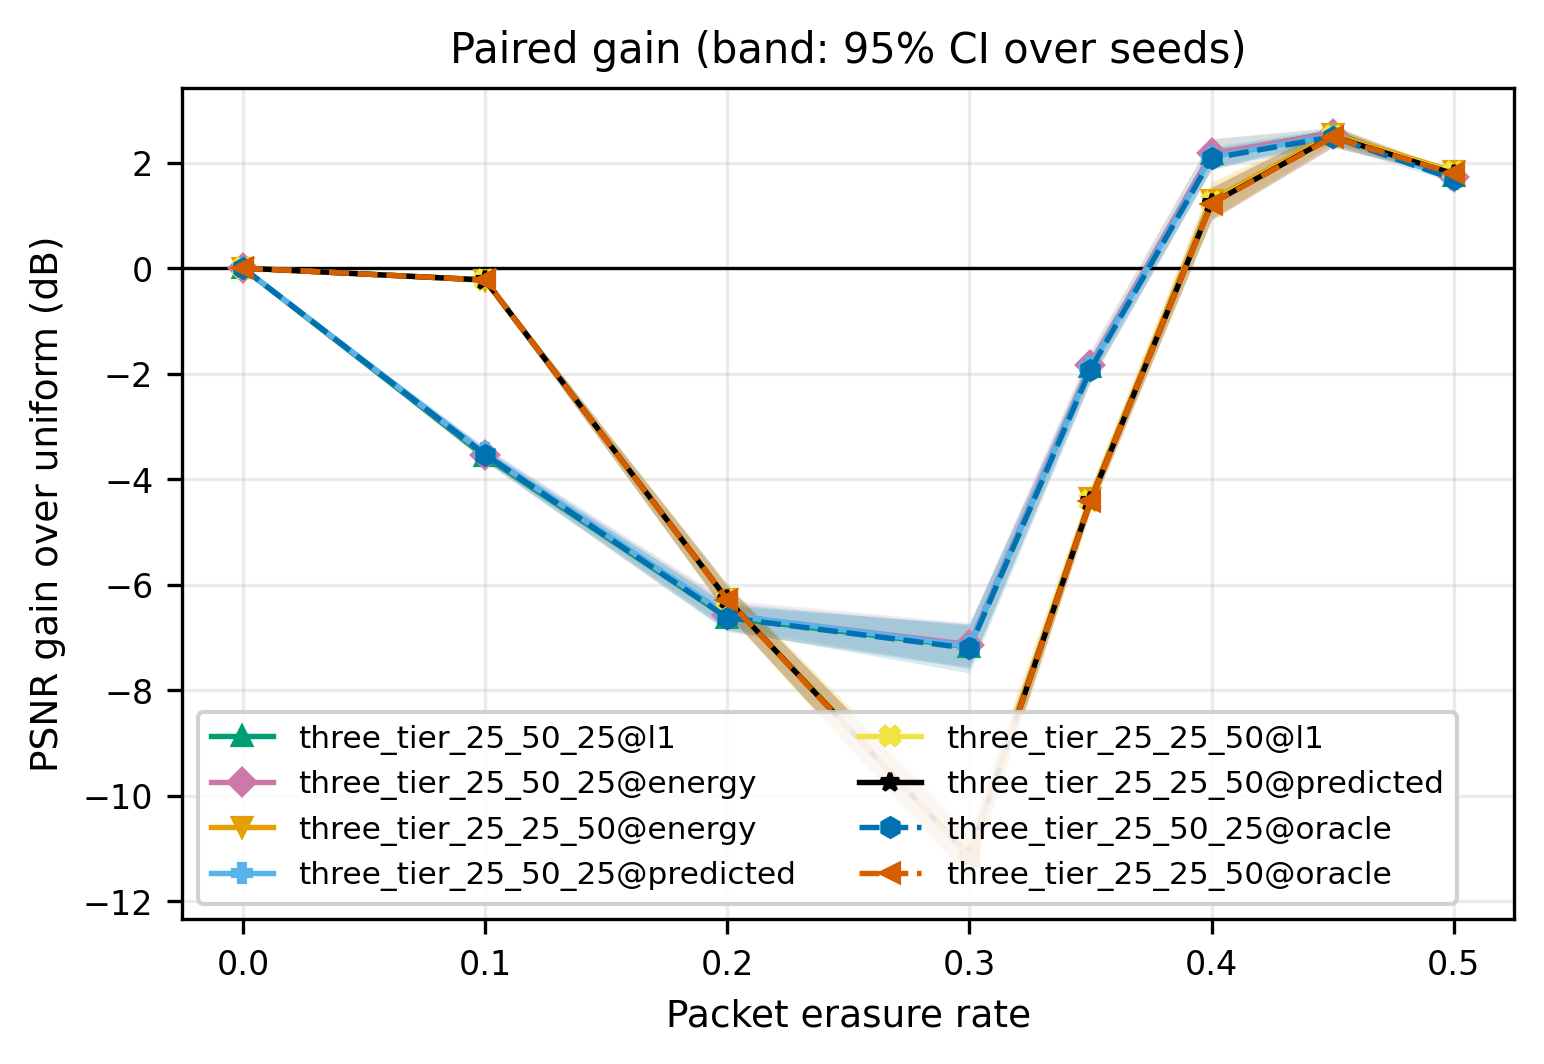 Paired gain (band: 95% CI over seeds)
PSNR gain over uniform (dB)
2
0
−2
−4
−6
−8
−10
−12
three_tier_25_50_25@l1
three_tier_25_50_25@energy
three_tier_25_25_50@energy
three_tier_25_50_25@predicted
three_tier_25_25_50@l1
three_tier_25_25_50@predicted
three_tier_25_50_25@oracle
three_tier_25_25_50@oracle
0.0 0.1 0.2 0.3 0.4 0.5
Packet erasure rate